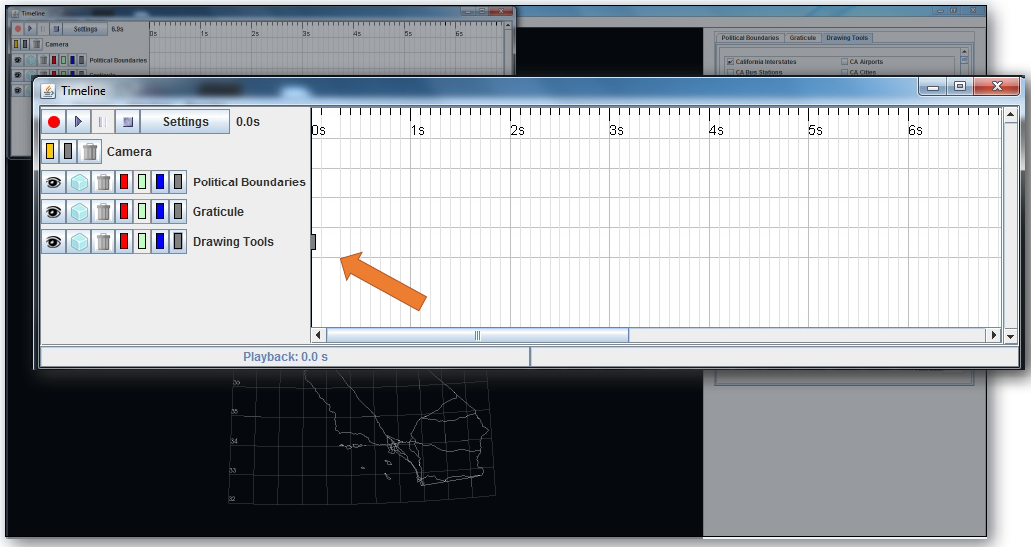 Timeline
Settings 0.0s
0s 1s 2s 3s 4s 5s 6s
Camera
Political Boundaries
Political Boundaries Graticule Drawing Tools
California Interstates CA Airports
CA Bus Stations CA Cities
Timeline
Settings 0.0s
0s 1s 2s 3s 4s 5s 6s
Camera
Political Boundaries
Graticule
Drawing Tools
Playback: 0.0 s
35
34
33
32